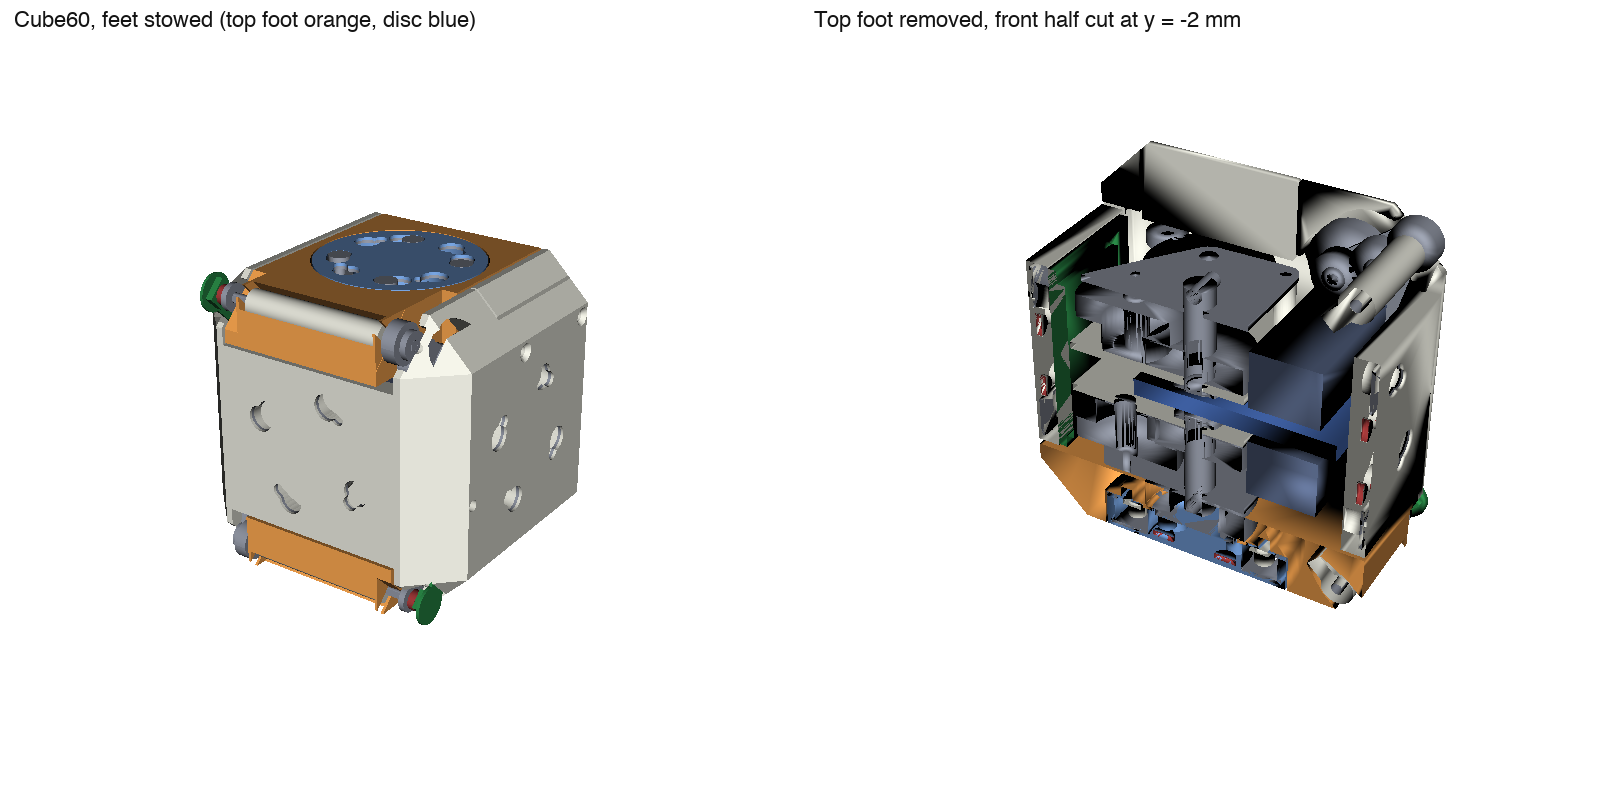 Cube60, feet stowed (top foot orange, disc blue)
Top foot removed, front half cut at y = -2 mm